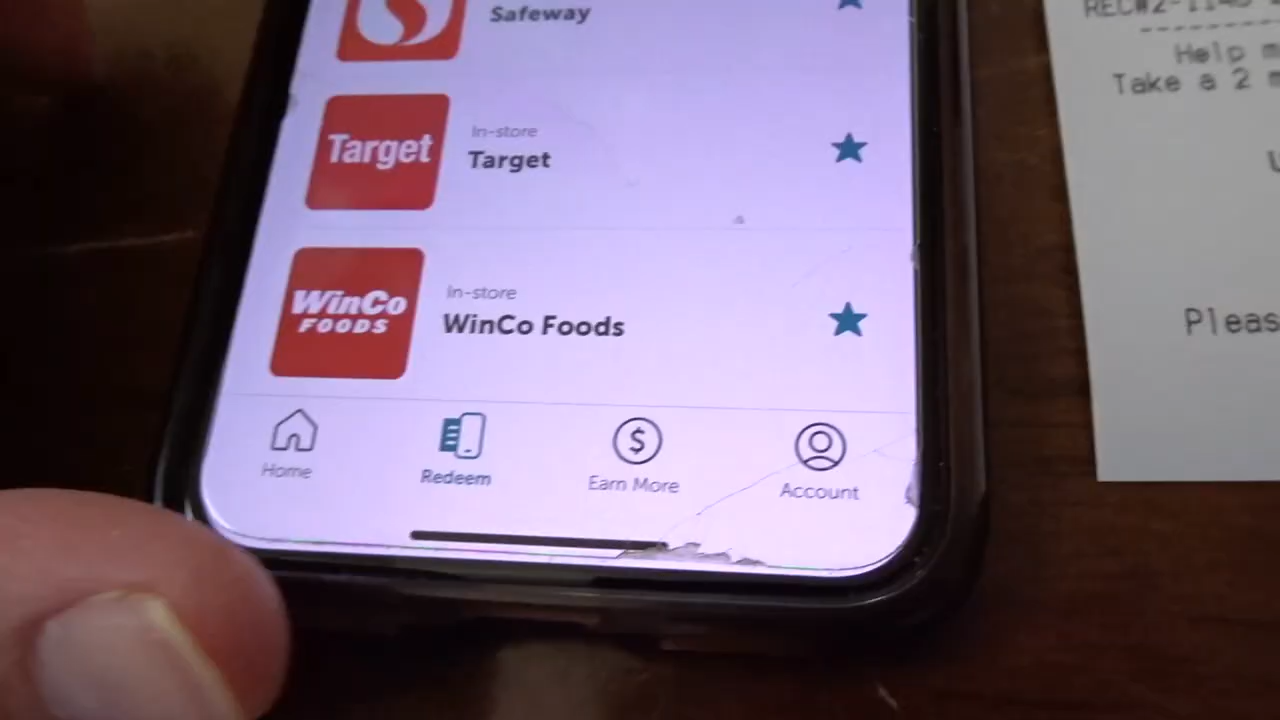 Safeway
Target
In-store
Target
WinCo
FOODS
In-store
WinCo Foods
$
Home
Redeem
Earn More
Account
Help
Take a 2